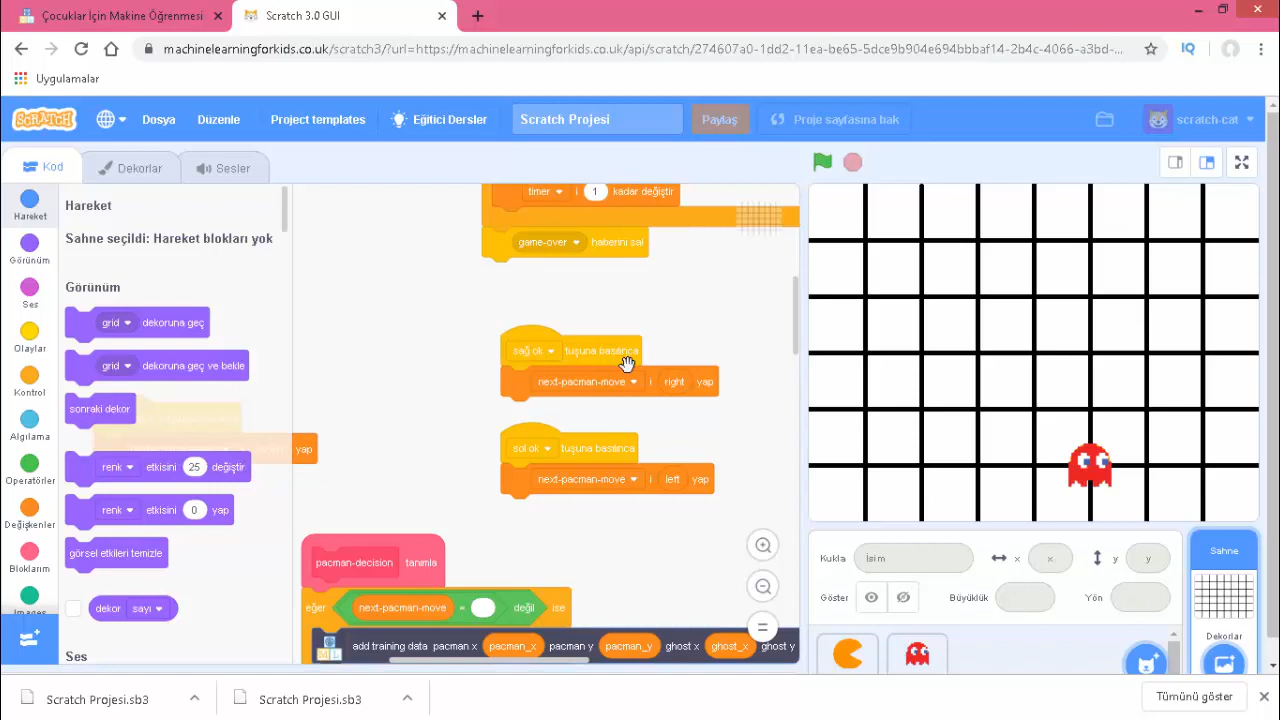 Çocuklar İçin Makine Öğrenmesi
Scratch 3.0 GUI
machinelearningforkids.co.uk/scratch3/?url=https://machinelearningforkids.co.uk/api/scratch/274607a0-1dd2-11ea-be65-5dce9b904e694bbbaf14-2b4c-4066-a3bd-...
Uygulamalar
SCRATCH
Dosya
Düzenle
Project templates
Eğitici Dersler
Scratch Projesi
Paylaş
Proje sayfasına bak
scratch-cat
Kod
Dekorlar
Sesler
Hareket
Görünüm
Ses
Olaylar
Kontrol
Algılama
Operatörler
Değişkenler
Bloklarım
Images
Hareket
Sahne seçildi: Hareket blokları yok
Görünüm
grid dekoruna geç
grid dekoruna geç ve bekle
sonraki dekor
yap
renk etkisini 25 değiştir
renk etkisini 0 yap
görsel etkileri temizle
dekor sayı
Ses
timer i 1 kadar değiştir
game-over haberini sal
sağ ok tuşuna basılınca
next-pacman-move i right yap
sol ok tuşuna basılınca
next-pacman-move i left yap
pacman-decision tanımla
eğer next-pacman-move = değil ise
add training data pacman x pacman_x pacman y pacman_y ghost x ghost_x ghost y
Kukla İsim x x y y
Göster Büyüklük Yön
Sahne
Dekorlar
Scratch Projesi.sb3
Scratch Projesi.sb3
Tümünü göster